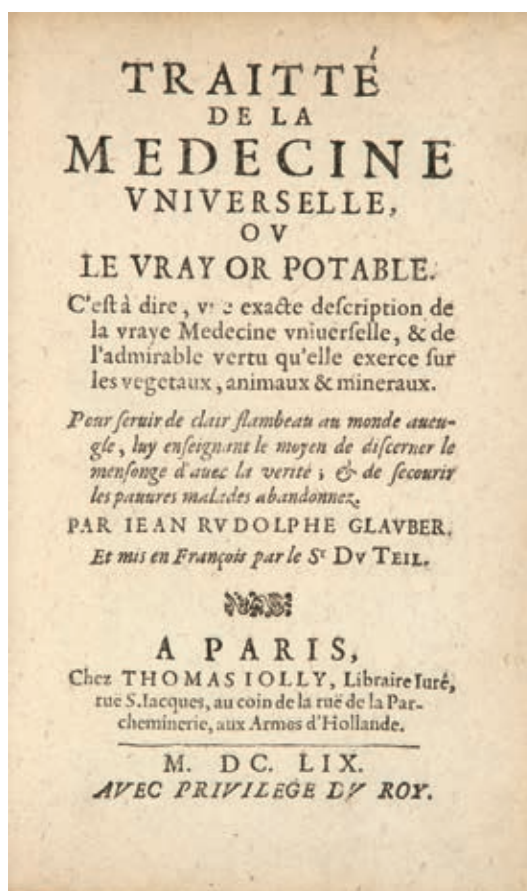 TRAITTÉ
DE LA
MEDECINE
VNIVERSELLE,
OV
LE VRAY OR POTABLE.
C'est à dire, vne exacte description de
la vraye Medecine vniuerselle, & de
l'admirable vertu qu'elle exerce sur
les vegetaux, animaux & mineraux.
Pour seruir de clair flambeau au monde aueu-
gle, luy enseignant le moyen de discerner le
mensonge d'auec la verité ; & de secourir
les pauures malades abandonnez.
PAR IEAN RVDOLPHE GLAVBER.
Et mis en François par le Sr DV TEIL.
A PARIS,
Chez THOMAS IOLLY, Libraire Iuré,
ruë S. Iacques, au coin de la ruë de la Par-
cheminerie, aux Armes d'Hollande.
M. DC. LIX.
AVEC PRIVILEGE DV ROY.